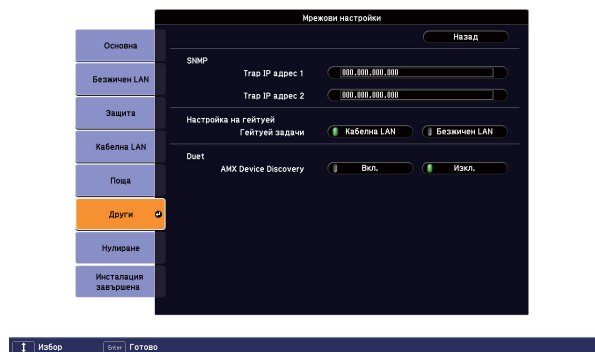 Мрежови настройки
Назад
Основна
Безжичен LAN
Защита
Кабелна LAN
Поща
Други
Нулиране
Инсталация
завършена
SNMP
Trap IP адрес 1 000.000.000.000
Trap IP адрес 2 000.000.000.000
Настройка на гейтуей
Гейтуей задачи Кабелна LAN Безжичен LAN
Duet
AMX Device Discovery Вкл. Изкл.
Избор Enter Готово